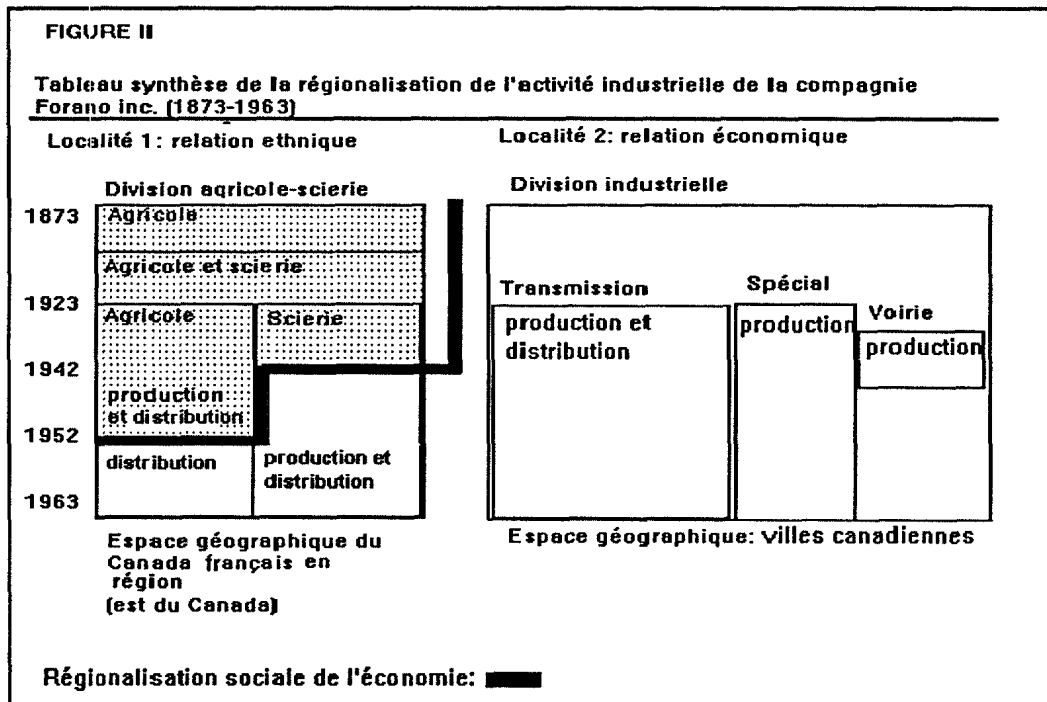 FIGURE II
Tableau synthèse de la régionalisation de l'activité industrielle de la compagnie
Forano inc. (1873-1963)
Localité 1: relation ethnique
Localité 2: relation économique
Division agricole-scierie
Division industrielle
1873
Agricole
Agricole et scierie
1923
Agricole
Scierie
production
et distribution
1942
1952
distribution
production et
distribution
1963
Transmission
production et
distribution
Spécial
production
Voirie
production
Espace géographique du
Canada français en
région
(est du Canada)
Espace géographique: villes canadiennes
Régionalisation sociale de l'économie: